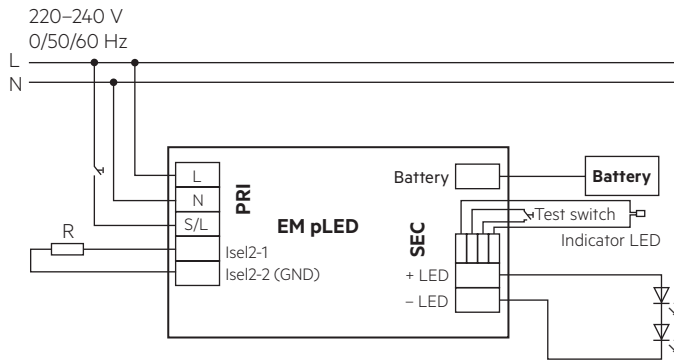 220–240 V
0/50/60 Hz
L
N
L
N
S/L
PRI
Isel2-1
Isel2-2 (GND)
R
EM pLED
Battery
Battery
SEC
Test switch
Indicator LED
+ LED
– LED